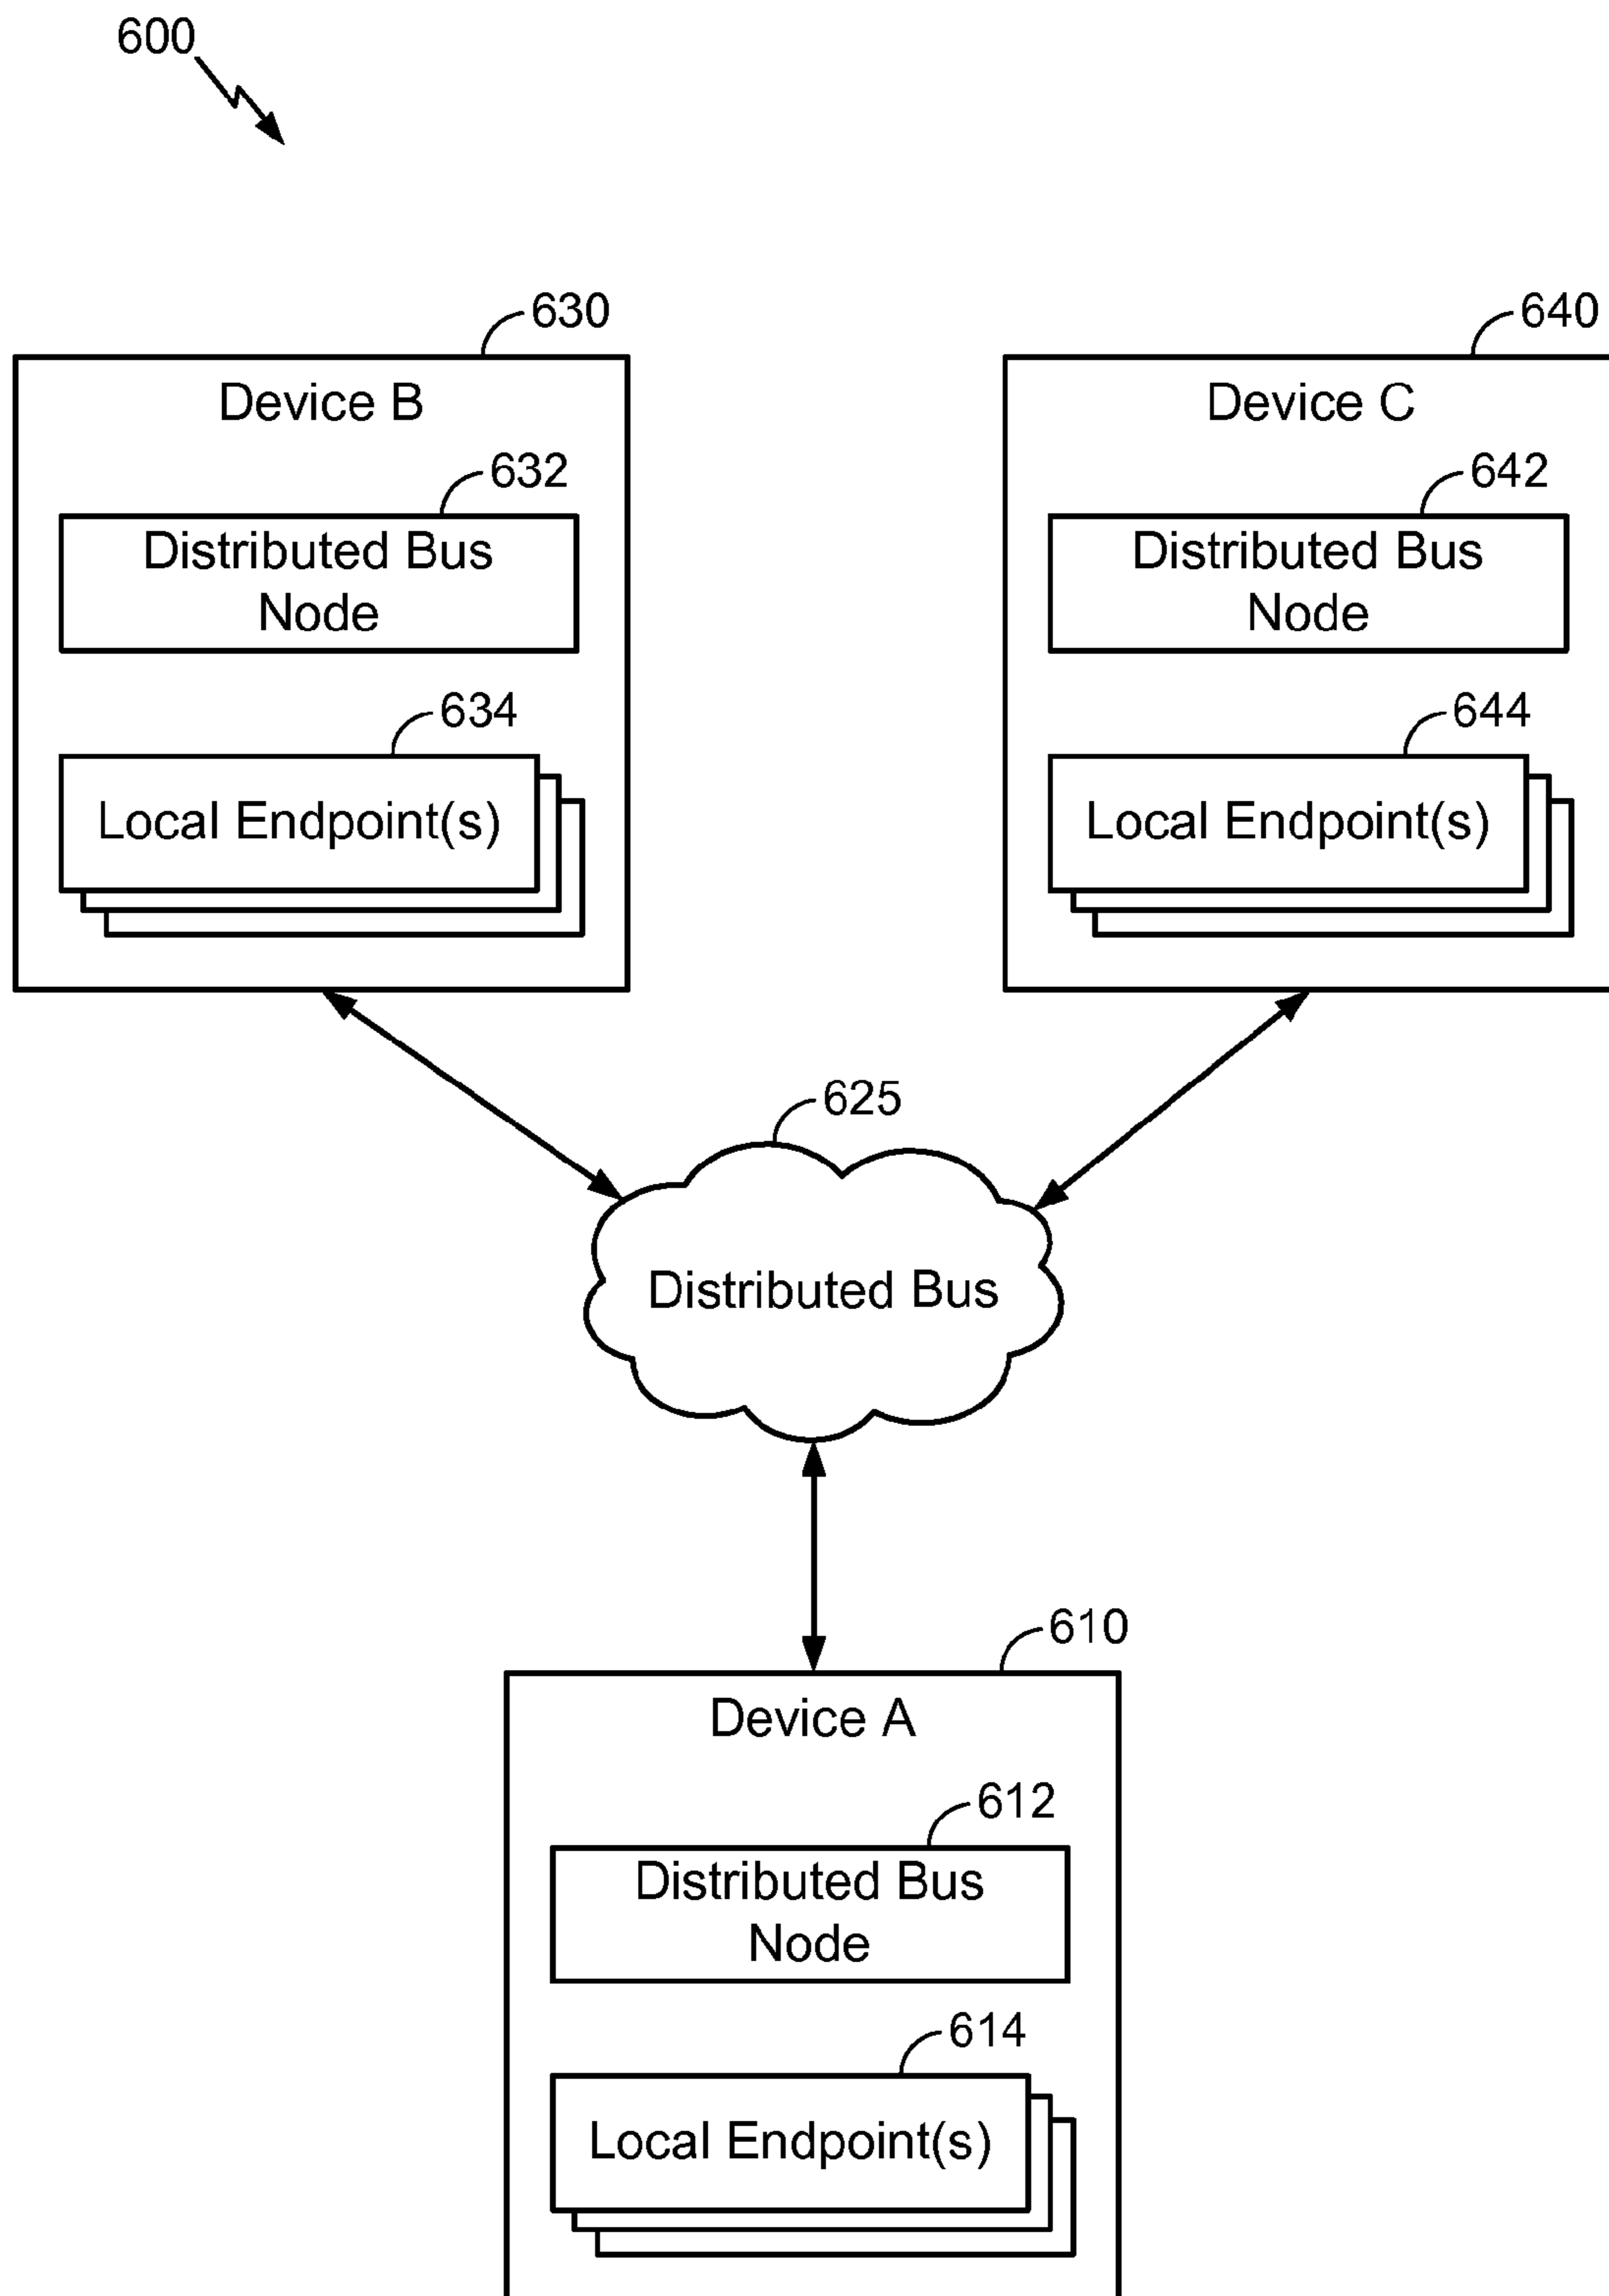 600
630
Device B
632
Distributed Bus
Node
634
Local Endpoint(s)
640
Device C
642
Distributed Bus
Node
644
Local Endpoint(s)
625
Distributed Bus
610
Device A
612
Distributed Bus
Node
614
Local Endpoint(s)